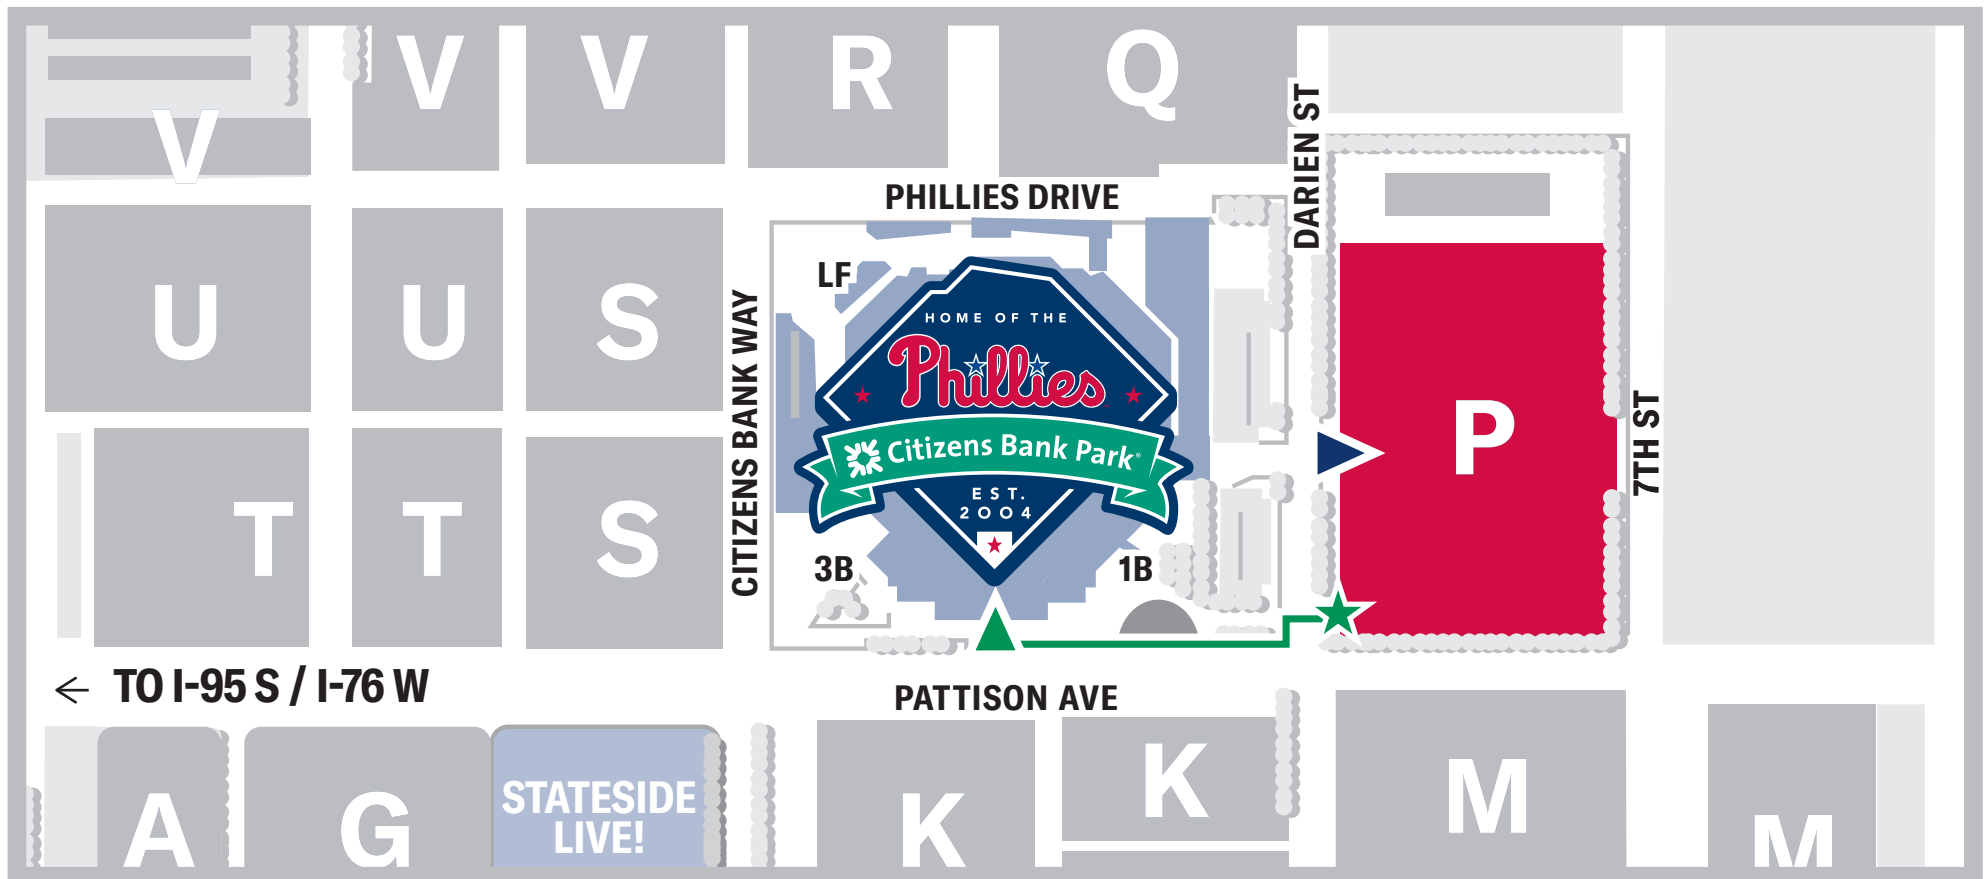 V
V
V
R
Q
DARIEN ST
PHILLIES DRIVE
U
U
S
LF
CITIZENS BANK WAY
HOME OF THE
Phillies
Citizens Bank Park®
EST.
2004
P
7TH ST
T
T
S
3B
1B
← TO I-95 S / I-76 W
PATTISON AVE
A
G
STATESIDE
LIVE!
K
K
M
M